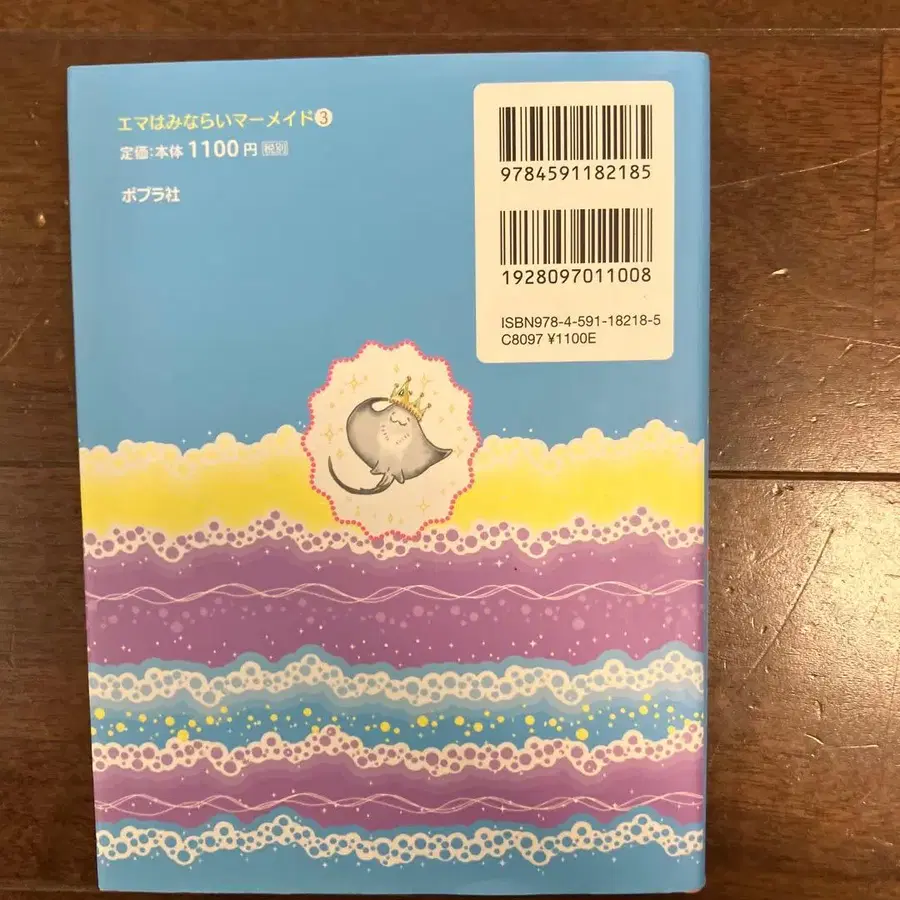 エマはみならいマーメイド3
定価:本体1100円 税別
ポプラ社
9784591182185
1928097011008
ISBN978-4-591-18218-5
C8097 ¥1100E